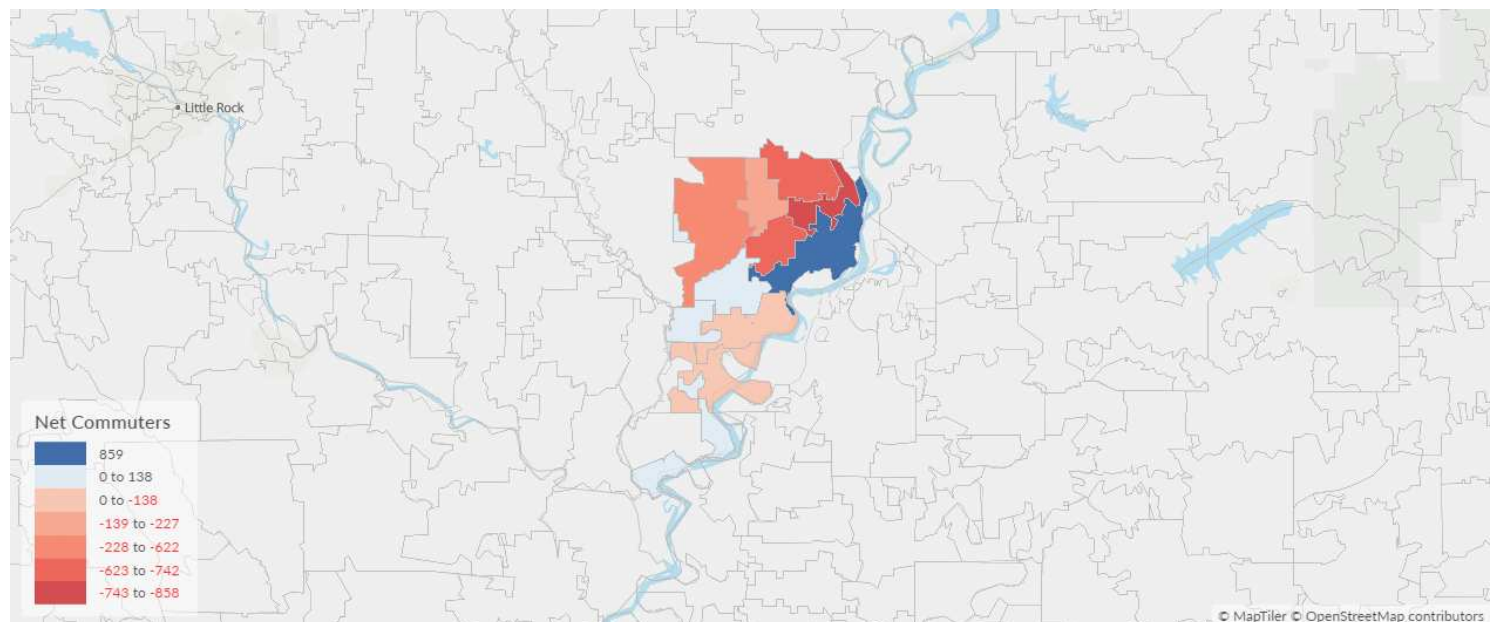 Little Rock
Net Commuters
859
0 to 138
0 to -138
-139 to -227
-228 to -622
-623 to -742
-743 to -858
© MapTiler © OpenStreetMap contributors